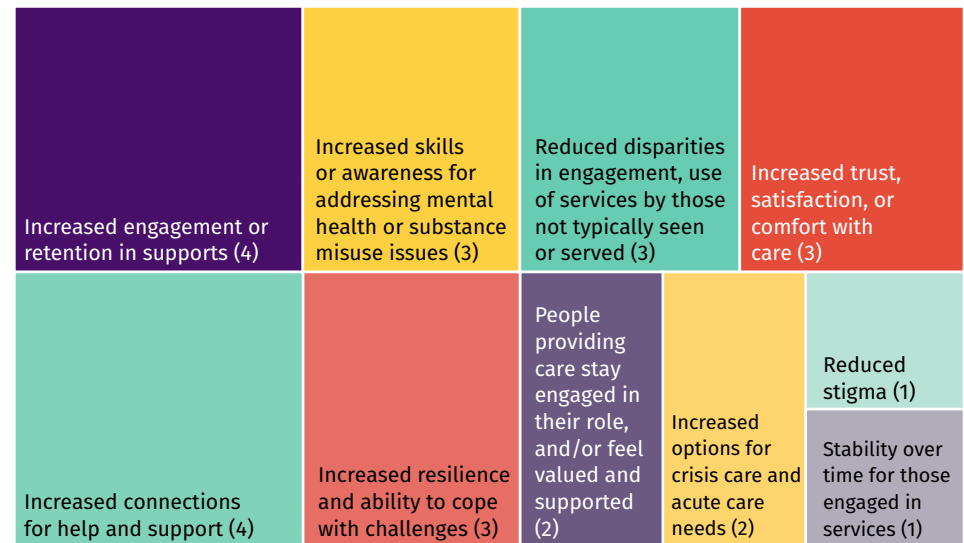 Increased engagement or
retention in supports (4)
Increased skills
or awareness for
addressing mental
health or substance
misuse issues (3)
Reduced disparities
in engagement, use
of services by those
not typically seen
or served (3)
Increased trust,
satisfaction, or
comfort with
care (3)
Increased connections
for help and support (4)
Increased resilience
and ability to cope
with challenges (3)
People
providing
care stay
engaged in
their role,
and/or feel
valued and
supported
(2)
Increased
options for
crisis care and
acute care
needs (2)
Reduced
stigma (1)
Stability over
time for those
engaged in
services (1)